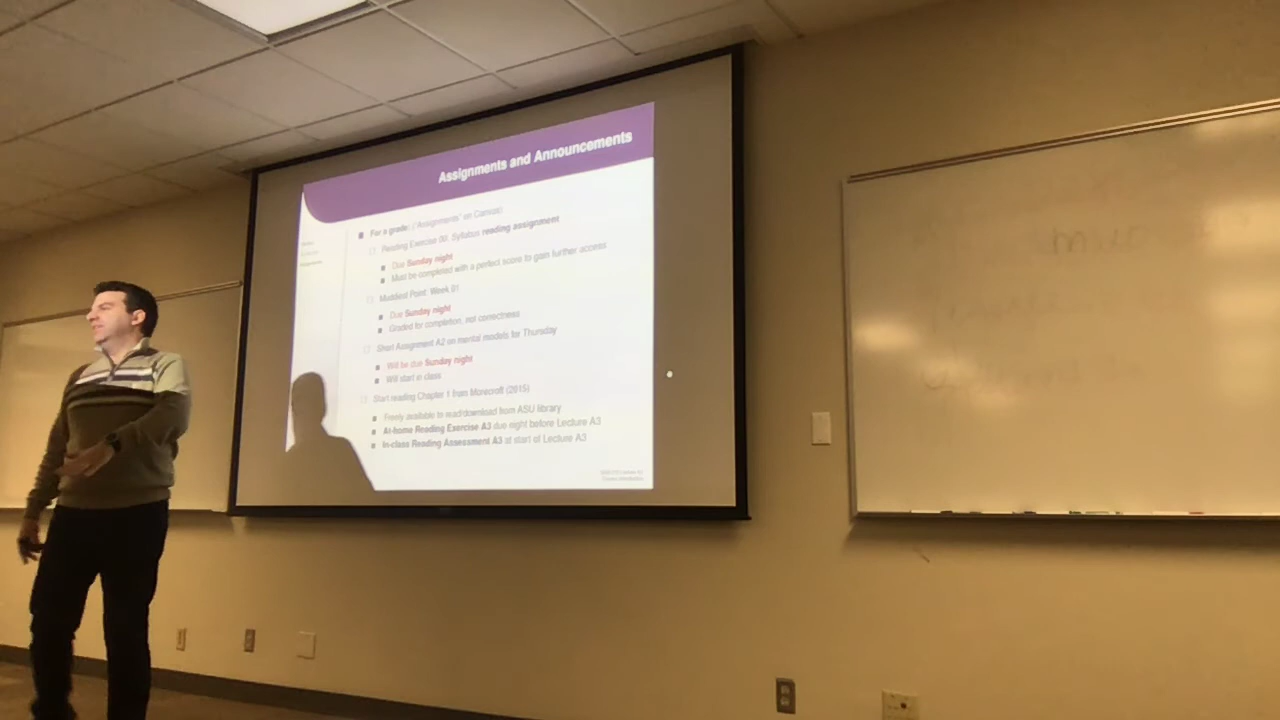 Assignments and Announcements
For a grade: ('Assignments' on Canvas)
Reading Exercise 00: Syllabus reading assignment
Due Sunday night
Must be completed with a perfect score to gain further access
Muddiest Point: Week 01
Due Sunday night
Graded for completion, not correctness
Short Assignment A2 on mental models for Thursday
Will be due Sunday night
Will start in class
Start reading Chapter 1 from Morecroft (2015)
Freely available to read/download from ASU library
At-home Reading Exercise A3 due night before Lecture A3
In-class Reading Assessment A3 at start of Lecture A3